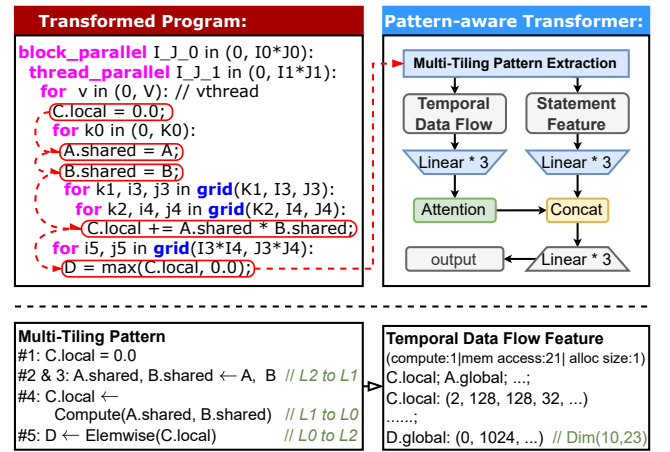 Transformed Program:
block_parallel I_J_0 in (0, I0*J0):
thread_parallel I_J_1 in (0, I1*J1):
for v in (0, V): // vthread
C.local = 0.0;
for k0 in (0, K0):
A.shared = A;
B.shared = B;
for k1, i3, j3 in grid(K1, I3, J3):
for k2, i4, j4 in grid(K2, I4, J4):
C.local += A.shared * B.shared;
for i5, j5 in grid(I3*I4, J3*J4):
D = max(C.local, 0.0);
Pattern-aware Transformer:
Multi-Tiling Pattern Extraction
Temporal
Data Flow
Statement
Feature
Linear * 3
Linear * 3
Attention
Concat
output
Linear * 3
Multi-Tiling Pattern
#1: C.local = 0.0
#2 & 3: A.shared, B.shared ← A, B // L2 to L1
#4: C.local ←
Compute(A.shared, B.shared) // L1 to L0
#5: D ← Elemwise(C.local) // L0 to L2
Temporal Data Flow Feature
(compute:1|mem access:21| alloc size:1)
C.local; A.global; ...;
C.local: (2, 128, 128, 32, ...)
......;
D.global: (0, 1024, ...) // Dim(10,23)